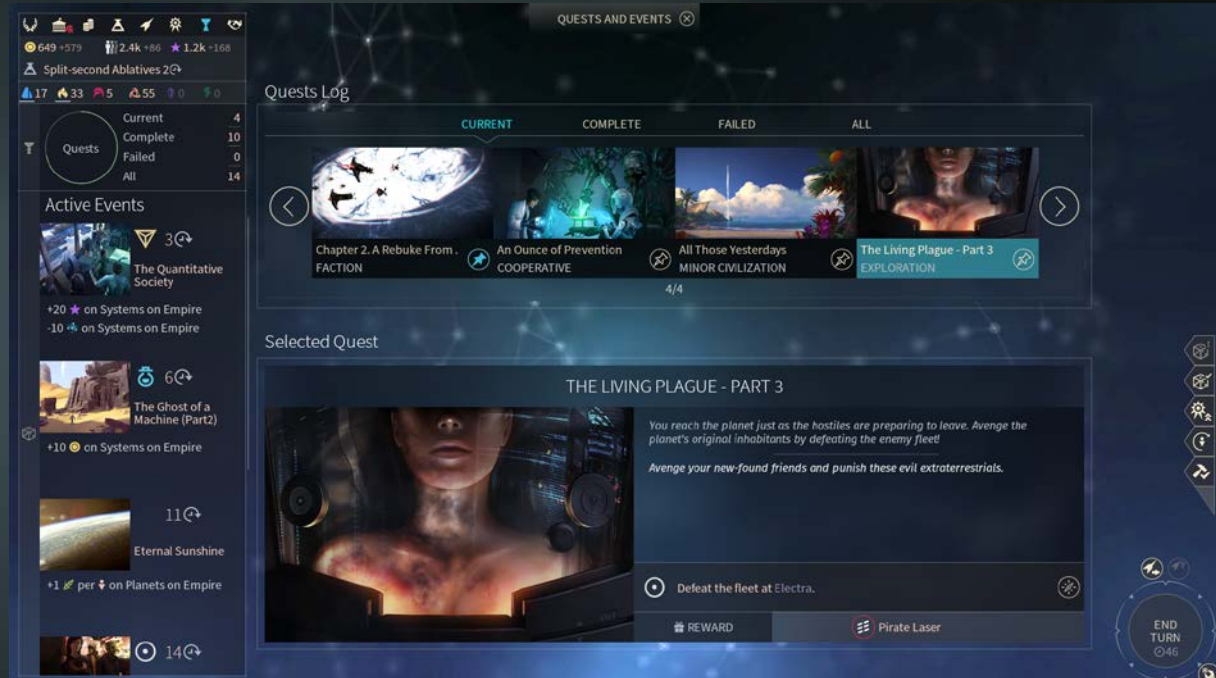 QUESTS AND EVENTS
649 +579 2.4k +86 1.2k +168
Split-second Ablatives 2
17 33 5 55 0 0
Quests
Current 4
Complete 10
Failed 0
All 14
Active Events
3
The Quantitative
Society
+20 on Systems on Empire
-10 on Systems on Empire
6
The Ghost of a
Machine (Part2)
+10 on Systems on Empire
11
Eternal Sunshine
+1 per on Planets on Empire
14
Quests Log
CURRENT COMPLETE FAILED ALL
Chapter 2. A Rebuke From .
FACTION
An Ounce of Prevention
COOPERATIVE
All Those Yesterdays
MINOR CIVILIZATION
The Living Plague - Part 3
EXPLORATION
4/4
Selected Quest
THE LIVING PLAGUE - PART 3
You reach the planet just as the hostiles are preparing to leave. Avenge the
planet's original inhabitants by defeating the enemy fleet!
Avenge your new-found friends and punish these evil extraterrestrials.
Defeat the fleet at Electra.
REWARD Pirate Laser
END
TURN
46